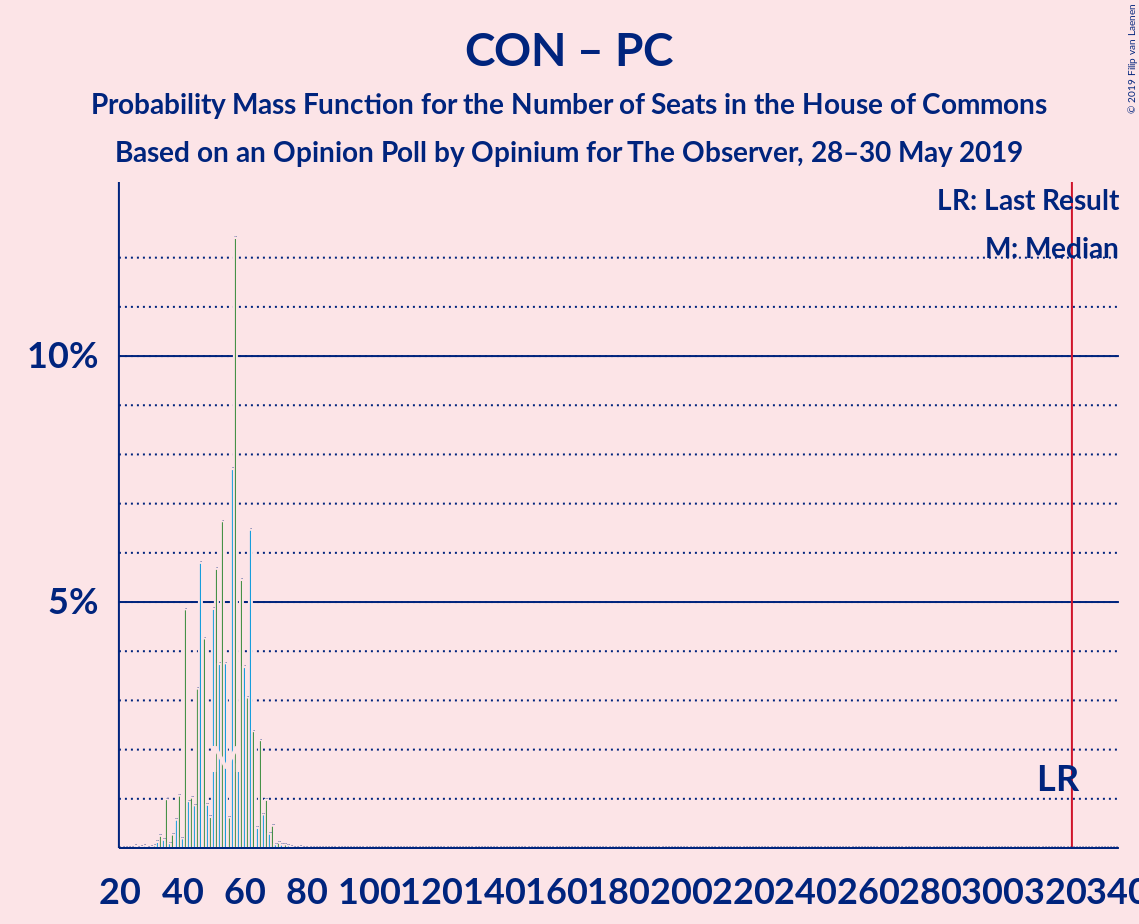 CON – PC
Probability Mass Function for the Number of Seats in the House of Commons
Based on an Opinion Poll by Opinium for The Observer, 28–30 May 2019
© 2019 Filip van Laenen
LR: Last Result
M: Median
10%
5%
LR
20 40 60 80 100 120 140 160 180 200 220 240 260 280 300 320 340